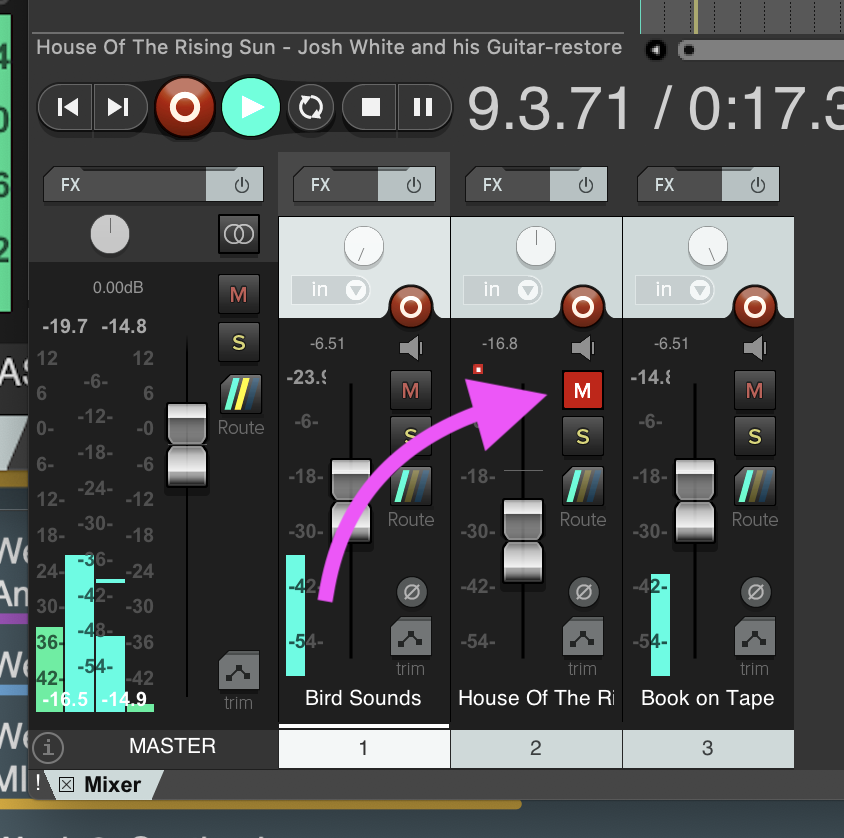 House Of The Rising Sun - Josh White and his Guitar-restore
9.3.71 / 0:17.3
FX FX FX FX
in in in
0.00dB
-19.7 -14.8
M
S
Route
12 6 0- 6- 12- 18- 24- 30- 36- 42-
-6- -12- -18- -24- -30- -36- -42- -48- -54-
12 6 -0 -6 -12 -18 -24 -30 -36 -42
-16.5 -14.9
trim
MASTER
-6.51
-23.9
M
S
Route
-6- -18- -30- -42- -54-
trim
Bird Sounds
1
-16.8
M
S
Route
-18- -30- -42- -54-
trim
House Of The Ri
2
-6.51
-14.8
M
S
Route
-6- -18- -30- -42- -54-
trim
Book on Tape
3
i
! Mixer